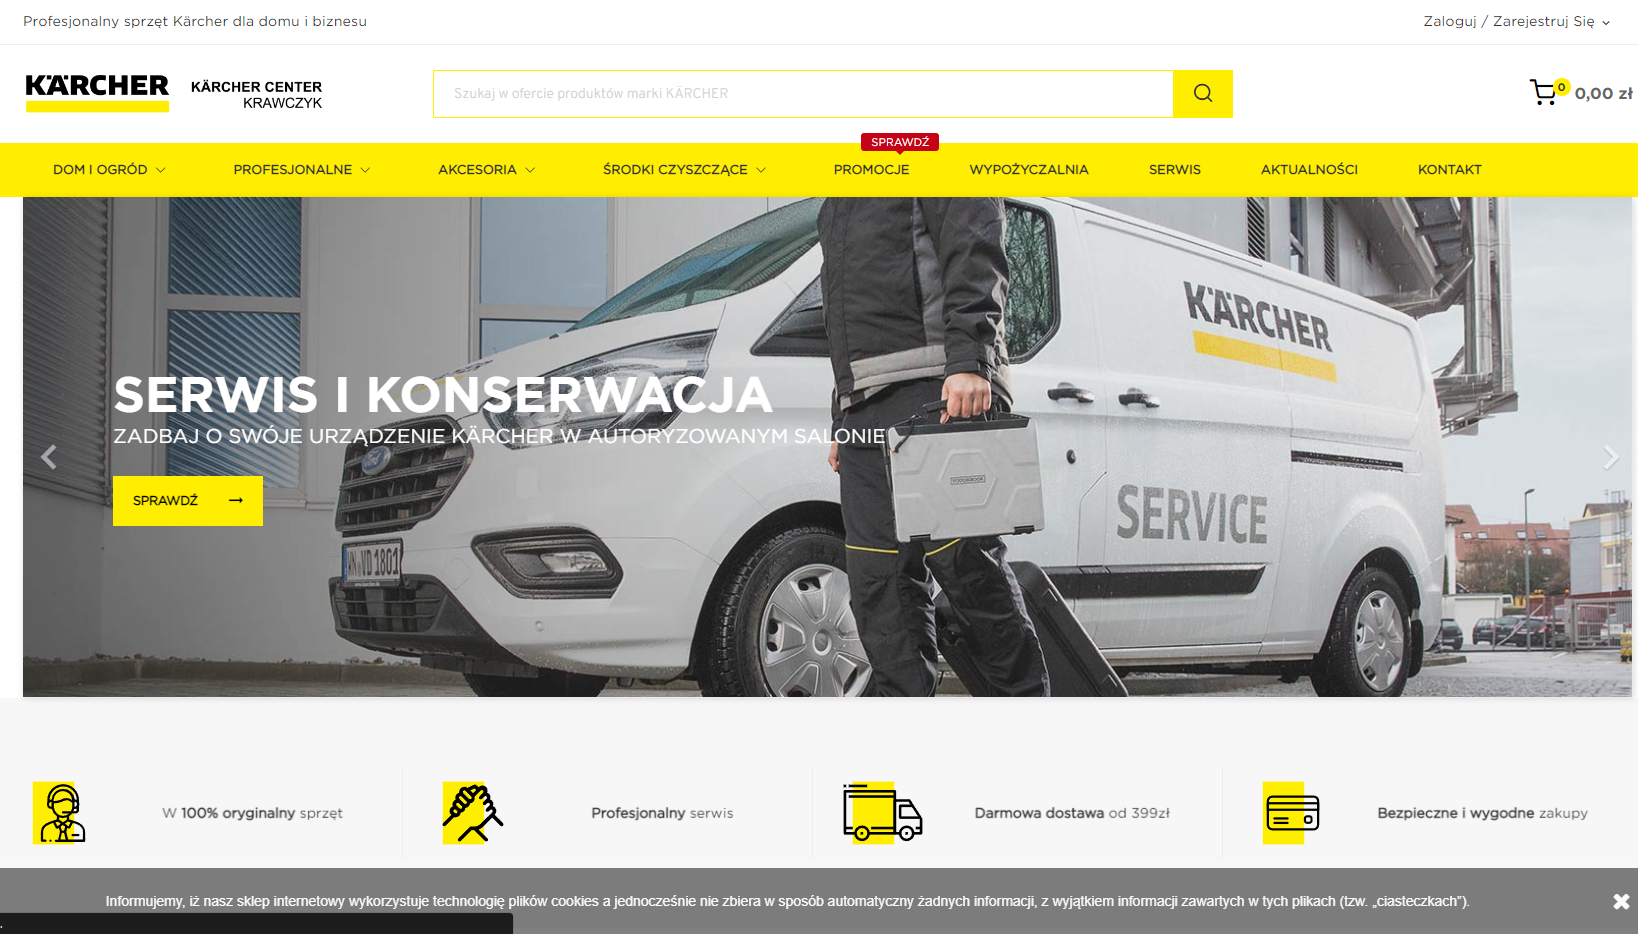 Profesjonalny sprzęt Kärcher dla domu i biznesu
Zaloguj / Zarejestruj Się
KÄRCHER
KÄRCHER CENTER
KRAWCZYK
Szukaj w ofercie produktów marki KÄRCHER
0
0,00 zł
SPRAWDŹ
DOM I OGRÓD
PROFESJONALNE
AKCESORIA
ŚRODKI CZYSZCZĄCE
PROMOCJE
WYPOŻYCZALNIA
SERWIS
AKTUALNOŚCI
KONTAKT
KÄRCHER
SERWIS I KONSERWACJA
ZADBAJ O SWÓJE URZĄDZENIE KÄRCHER W AUTORYZOWANYM SALONIE
SPRAWDŹ
TOUGHBOOK
SERVICE
WN VD 1801
W 100% oryginalny sprzęt
Profesjonalny serwis
Darmowa dostawa od 399zł
Bezpieczne i wygodne zakupy
Informujemy, iż nasz sklep internetowy wykorzystuje technologię plików cookies a jednocześnie nie zbiera w sposób automatyczny żadnych informacji, z wyjątkiem informacji zawartych w tych plikach (tzw. „ciasteczkach”).